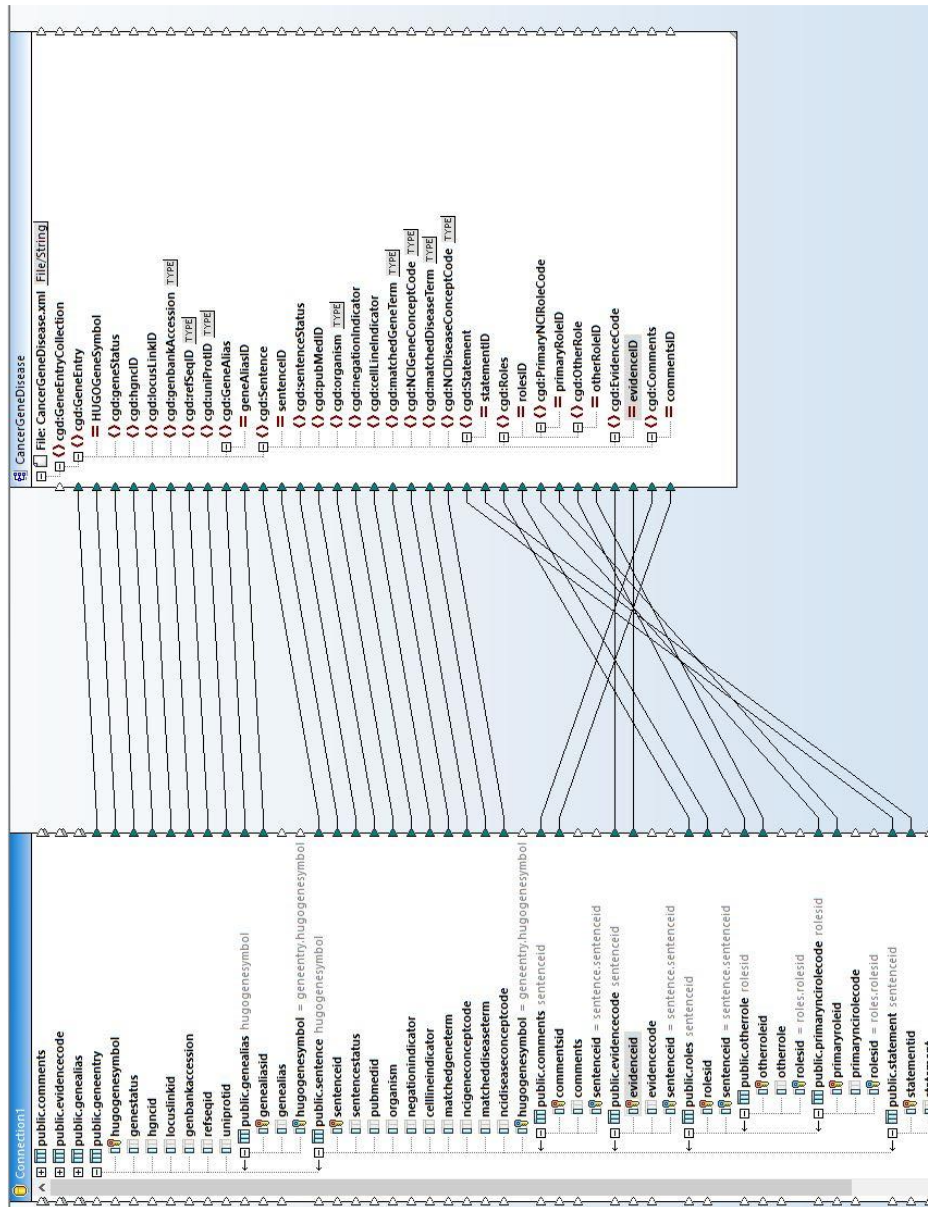 Connection1
public.comments
public.evidencecode
public.genealias
public.geneentry
hugogenesymbol
genestatus
hgncid
locuslinkid
genbankaccession
refseqid
uniprotid
public.genealias hugogenesymbol
genealiasid
genealias
hugogenesymbol = geneentry.hugogenesymbol
public.sentence hugogenesymbol
sentenceid
sentencestatus
pubmedid
organism
negationindicator
celllineindicator
matchedgeneterm
ncigeneconceptcode
matcheddiseaseterm
ncidiseaseconceptcode
hugogenesymbol = geneentry.hugogenesymbol
public.comments sentenceid
commentsid
comments
sentenceid = sentence.sentenceid
public.evidencecode sentenceid
evidenceid
evidencecode
sentenceid = sentence.sentenceid
public.roles sentenceid
rolesid
sentenceid = sentence.sentenceid
public.otherrole rolesid
otherroleid
otherrole
rolesid = roles.rolesid
public.primaryncirolecode rolesid
primaryroleid
primaryncirolecode
rolesid = roles.rolesid
public.statement sentenceid
statementid
CancerGeneDisease
File: CancerGeneDisease.xml File/String
cgd:GeneEntryCollection
cgd:GeneEntry
HUGOGeneSymbol
cgd:geneStatus
cgd:hgncID
cgd:locusLinkID
cgd:genbankAccession TYPE
cgd:refSeqID TYPE
cgd:uniProtID TYPE
cgd:GeneAlias
geneAliasID
cgd:Sentence
sentenceID
cgd:sentenceStatus
cgd:pubMedID
cgd:organism TYPE
cgd:negationIndicator
cgd:cellLineIndicator
cgd:matchedGeneTerm TYPE
cgd:NCIGeneConceptCode TYPE
cgd:matchedDiseaseTerm TYPE
cgd:NCIDiseaseConceptCode TYPE
cgd:Statement
statementID
cgd:Roles
rolesID
cgd:PrimaryNCIRoleCode
primaryRoleID
cgd:OtherRole
otherRoleID
cgd:EvidenceCode
evidenceID
cgd:Comments
commentsID